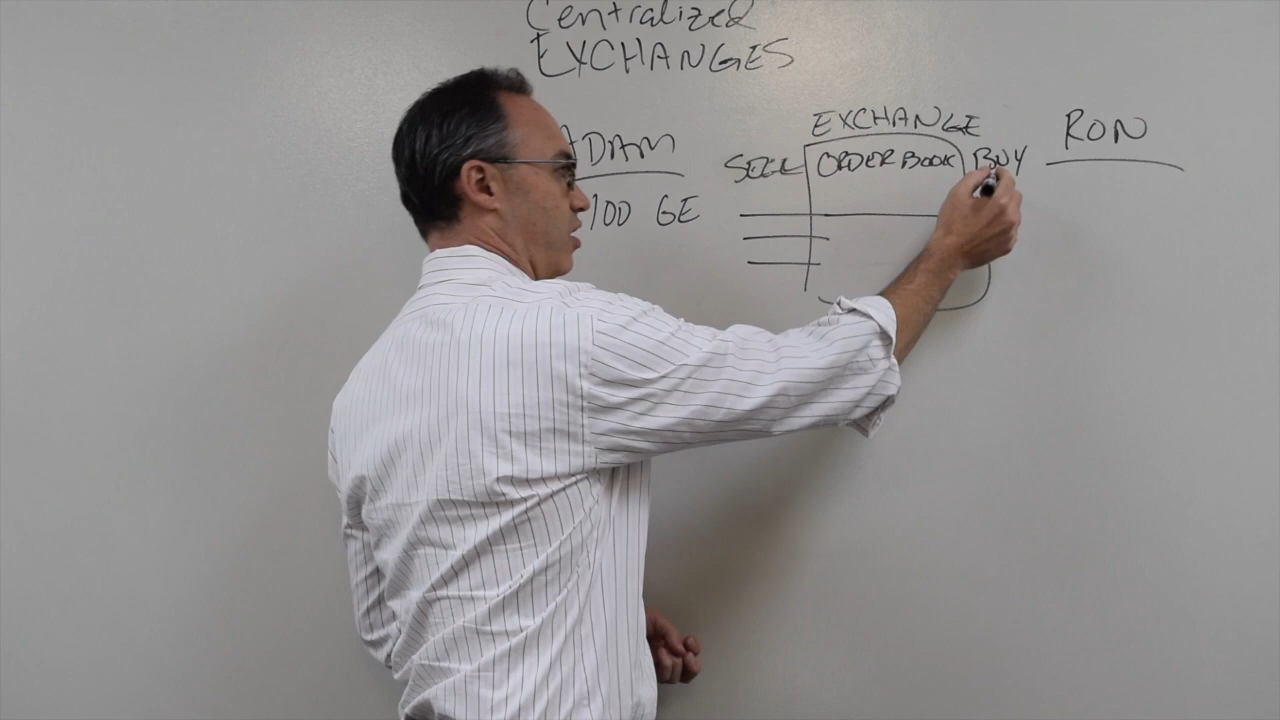 Centralized
EXCHANGES
ADAM
100 GE
EXCHANGE
SELL ORDER BOOK BUY
RON